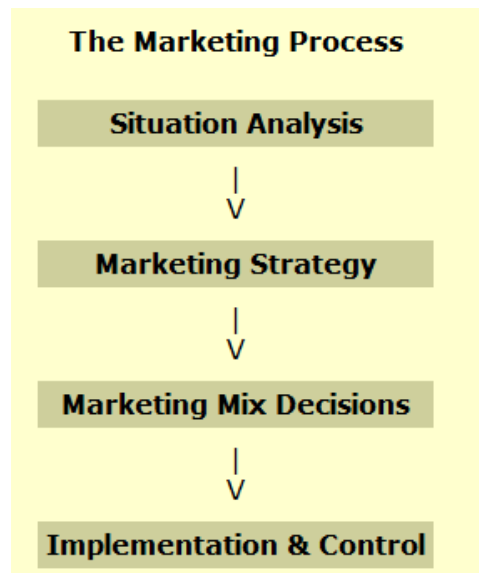 The Marketing Process
Situation Analysis
|
V
Marketing Strategy
|
V
Marketing Mix Decisions
|
V
Implementation & Control